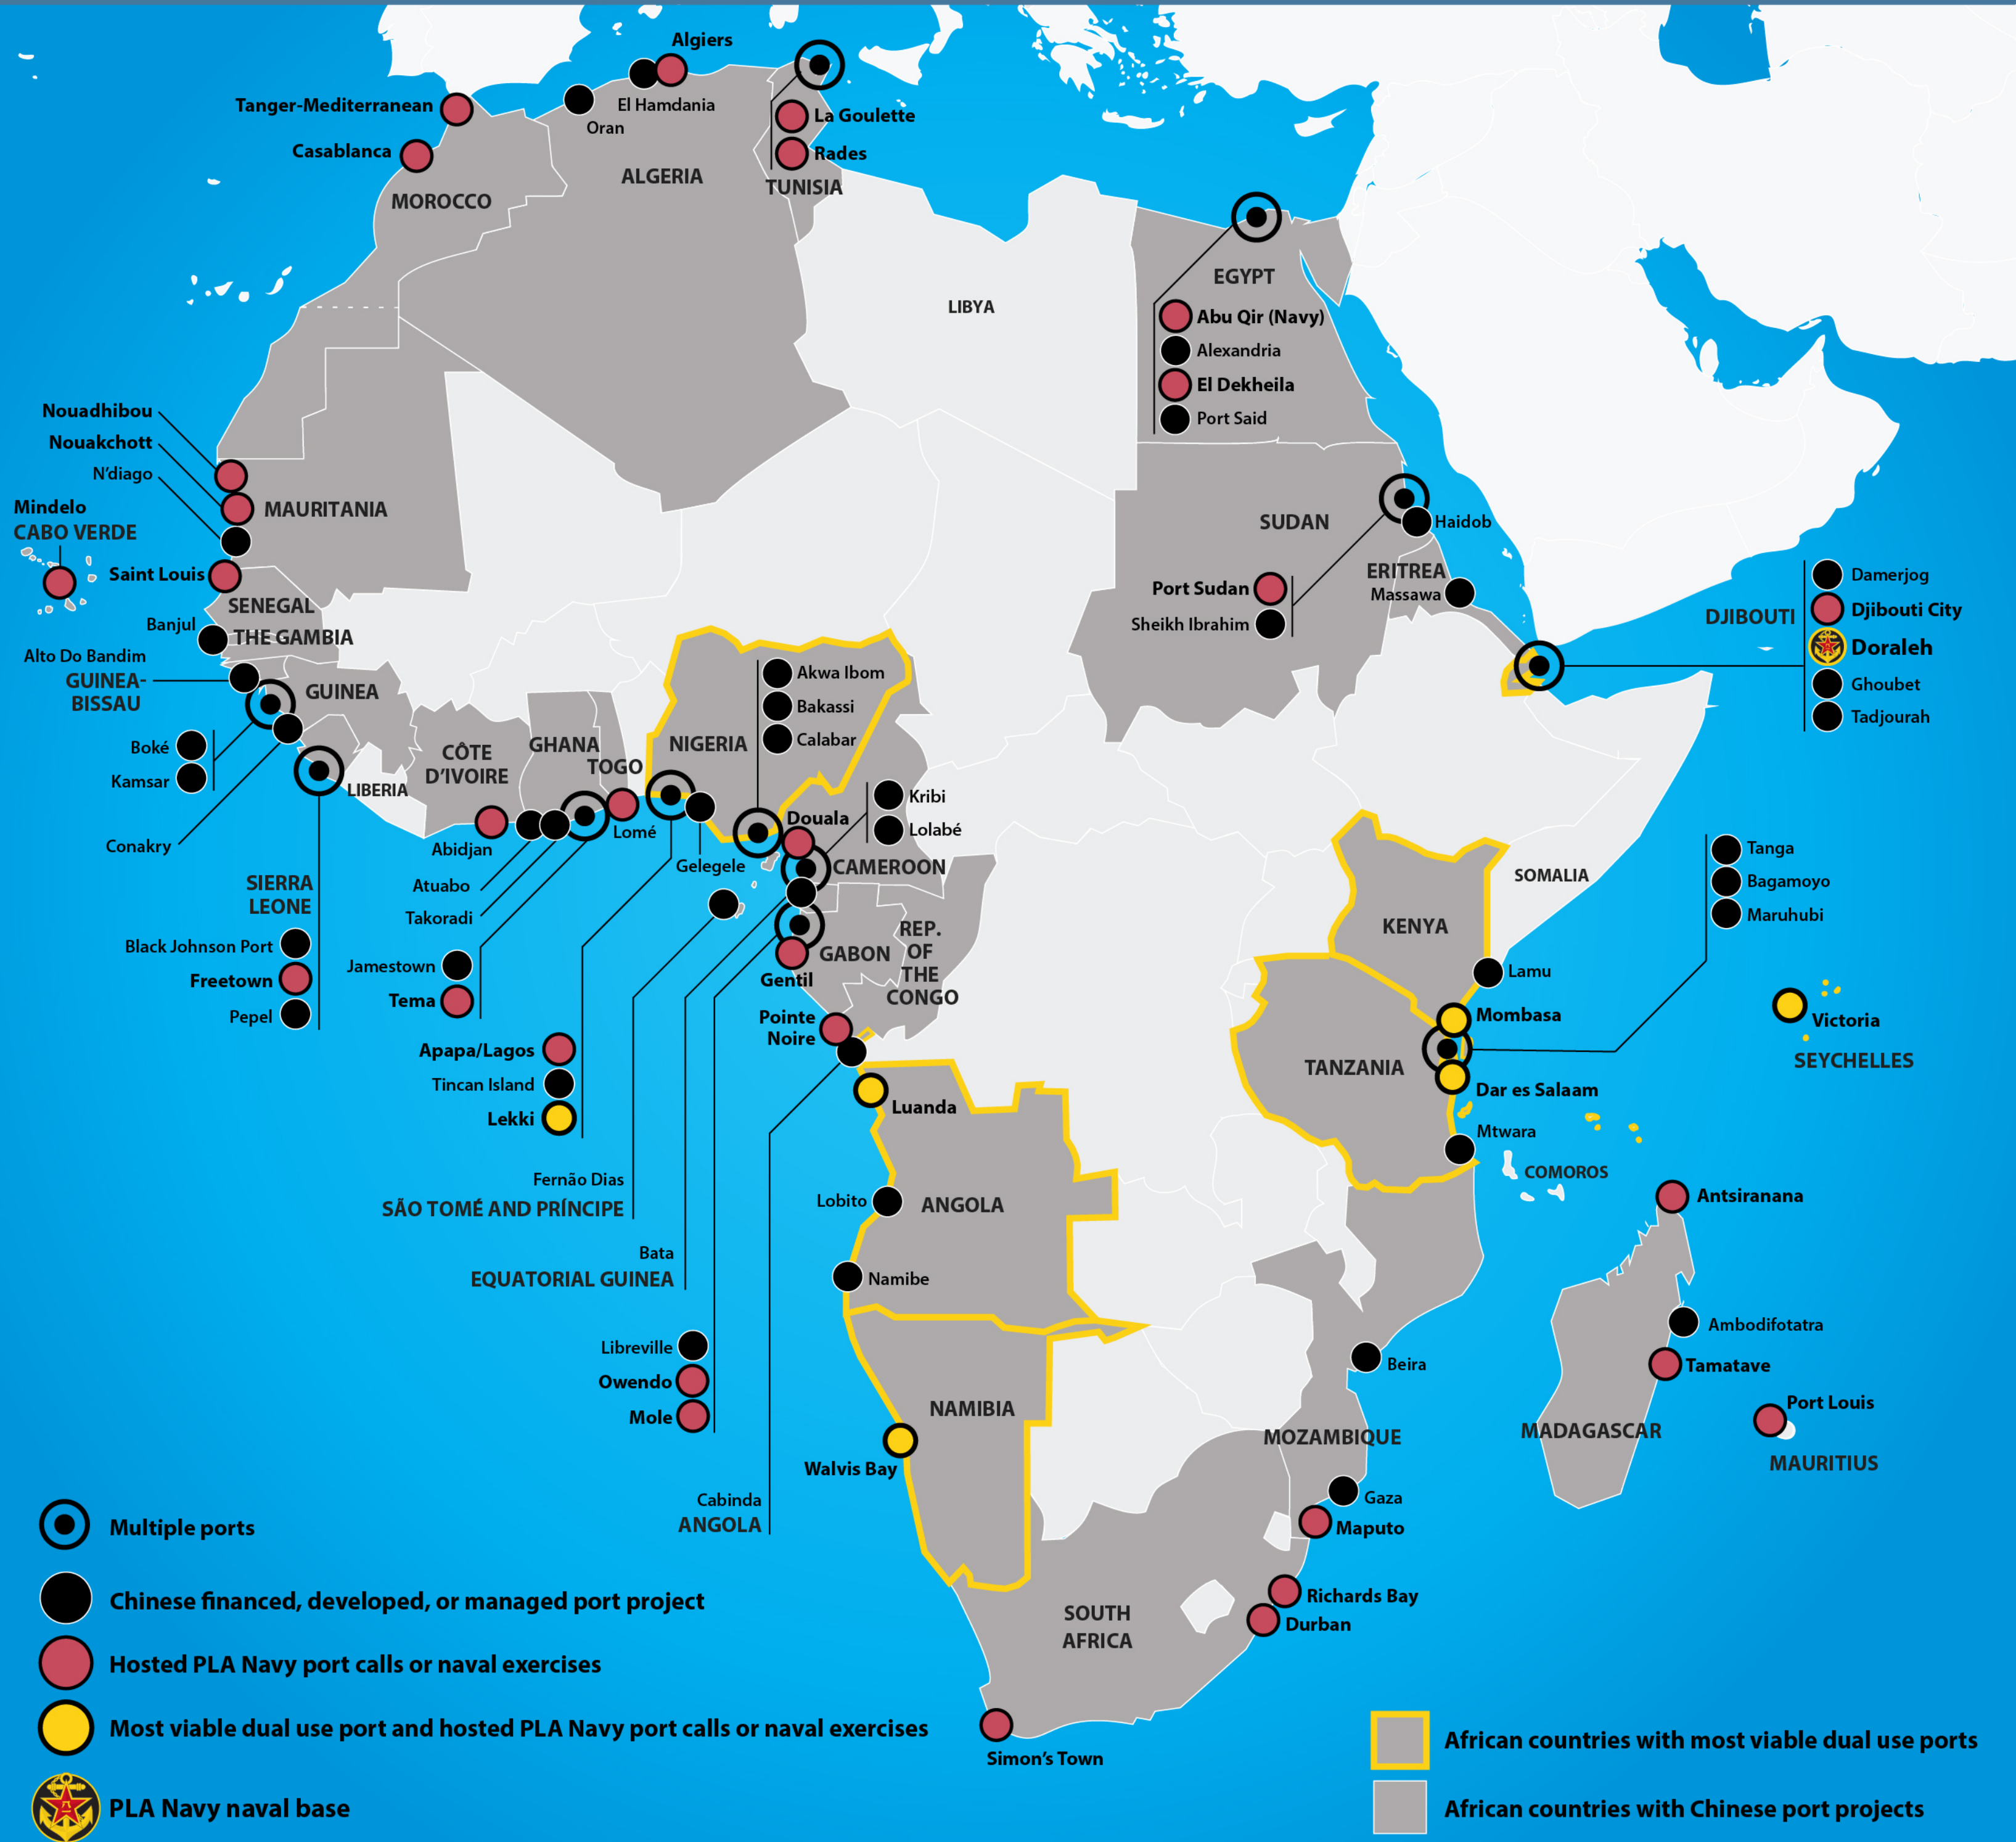 Algiers
Tanger-Mediterranean
El Hamdania
Oran
La Goulette
Casablanca
Rades
ALGERIA
TUNISIA
MOROCCO
LIBYA
EGYPT
Abu Qir (Navy)
Alexandria
El Dekheila
Port Said
Nouadhibou
Nouakchott
N'diago
Mindelo
CABO VERDE
MAURITANIA
SUDAN
Haidob
Saint Louis
SENEGAL
Banjul
THE GAMBIA
ERITREA
Massawa
Port Sudan
Sheikh Ibrahim
DJIBOUTI
Damerjog
Djibouti City
Doraleh
Ghoubet
Tadjourah
Alto Do Bandim
GUINEA-
BISSAU
GUINEA
Boké
Kamsar
Conakry
LIBERIA
CÔTE
D'IVOIRE
GHANA
TOGO
NIGERIA
Akwa Ibom
Bakassi
Calabar
Kribi
Lolabé
Douala
CAMEROON
Abidjan
Lomé
Gelegele
Atuabo
Takoradi
SIERRA
LEONE
Black Johnson Port
Freetown
Pepel
Jamestown
Tema
Apapa/Lagos
Tincan Island
Lekki
GABON
Gentil
REP.
OF
THE
CONGO
Pointe
Noire
SOMALIA
KENYA
Lamu
Tanga
Bagamoyo
Maruhubi
Mombasa
TANZANIA
Dar es Salaam
Mtwara
Victoria
SEYCHELLES
COMOROS
Luanda
Lobito
ANGOLA
Namibe
Fernão Dias
SÃO TOMÉ AND PRÍNCIPE
Bata
EQUATORIAL GUINEA
Libreville
Owendo
Mole
Cabinda
ANGOLA
Antsiranana
Ambodifotatra
Tamatave
MADAGASCAR
Port Louis
MAURITIUS
Beira
NAMIBIA
Walvis Bay
MOZAMBIQUE
Gaza
Maputo
Richards Bay
Durban
SOUTH
AFRICA
Simon's Town
Multiple ports
Chinese financed, developed, or managed port project
Hosted PLA Navy port calls or naval exercises
Most viable dual use port and hosted PLA Navy port calls or naval exercises
PLA Navy naval base
African countries with most viable dual use ports
African countries with Chinese port projects